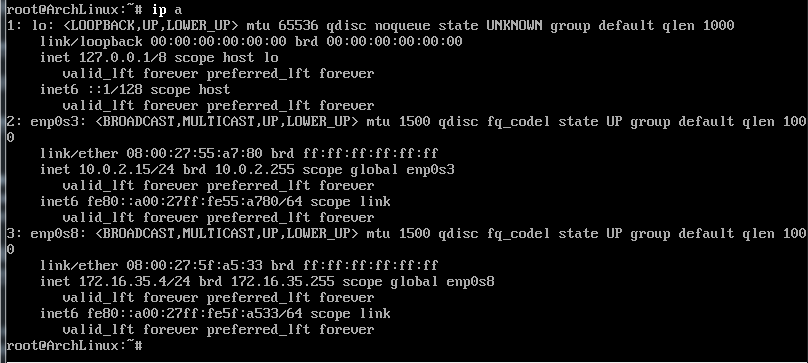 root@ArchLinux:~# ip a
1: lo: <LOOPBACK,UP,LOWER_UP> mtu 65536 qdisc noqueue state UNKNOWN group default qlen 1000
    link/loopback 00:00:00:00:00:00 brd 00:00:00:00:00:00
    inet 127.0.0.1/8 scope host lo
       valid_lft forever preferred_lft forever
    inet6 ::1/128 scope host
       valid_lft forever preferred_lft forever
2: enp0s3: <BROADCAST,MULTICAST,UP,LOWER_UP> mtu 1500 qdisc fq_codel state UP group default qlen 100
0
    link/ether 08:00:27:55:a7:80 brd ff:ff:ff:ff:ff:ff
    inet 10.0.2.15/24 brd 10.0.2.255 scope global enp0s3
       valid_lft forever preferred_lft forever
    inet6 fe80::a00:27ff:fe55:a780/64 scope link
       valid_lft forever preferred_lft forever
3: enp0s8: <BROADCAST,MULTICAST,UP,LOWER_UP> mtu 1500 qdisc fq_codel state UP group default qlen 100
0
    link/ether 08:00:27:5f:a5:33 brd ff:ff:ff:ff:ff:ff
    inet 172.16.35.4/24 brd 172.16.35.255 scope global enp0s8
       valid_lft forever preferred_lft forever
    inet6 fe80::a00:27ff:fe5f:a533/64 scope link
       valid_lft forever preferred_lft forever
root@ArchLinux:~#